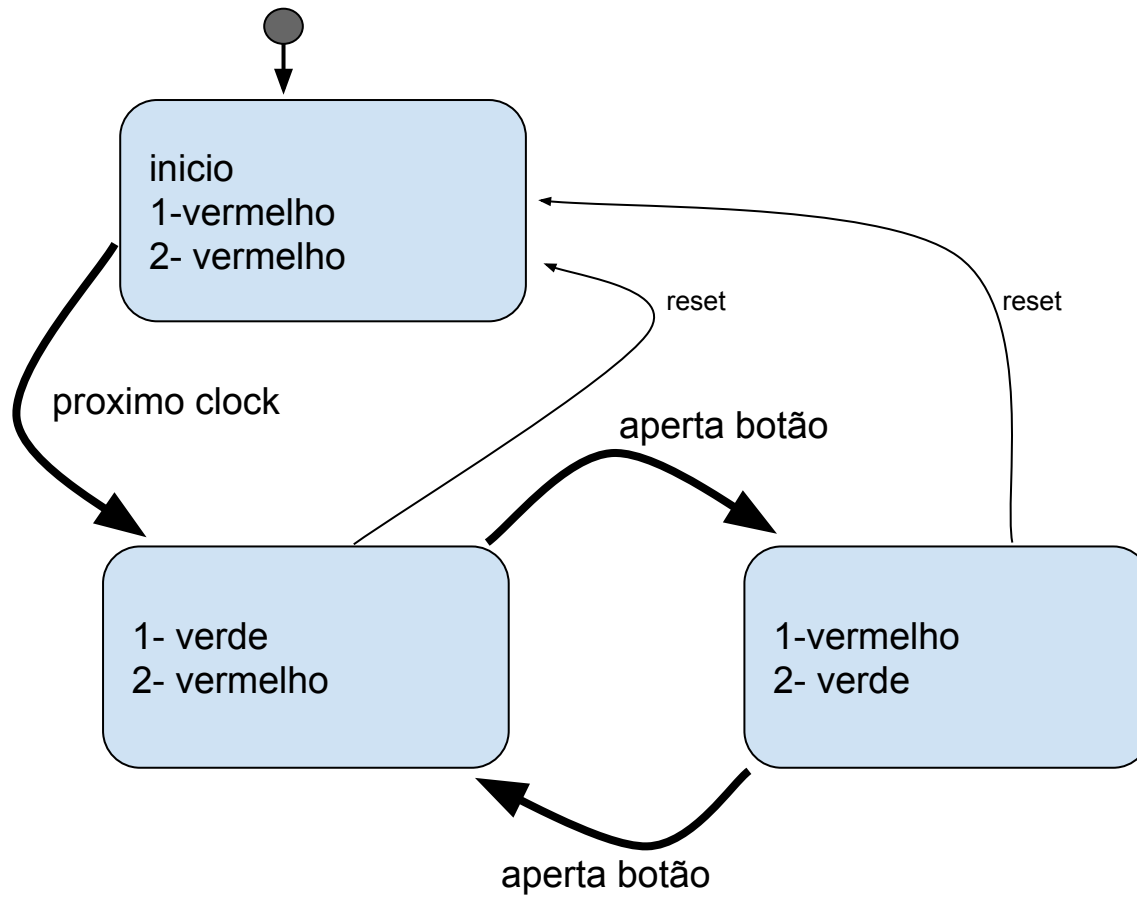 inicio
1-vermelho
2- vermelho
reset
reset
proximo clock
aperta botão
1- verde
2- vermelho
1-vermelho
2- verde
aperta botão